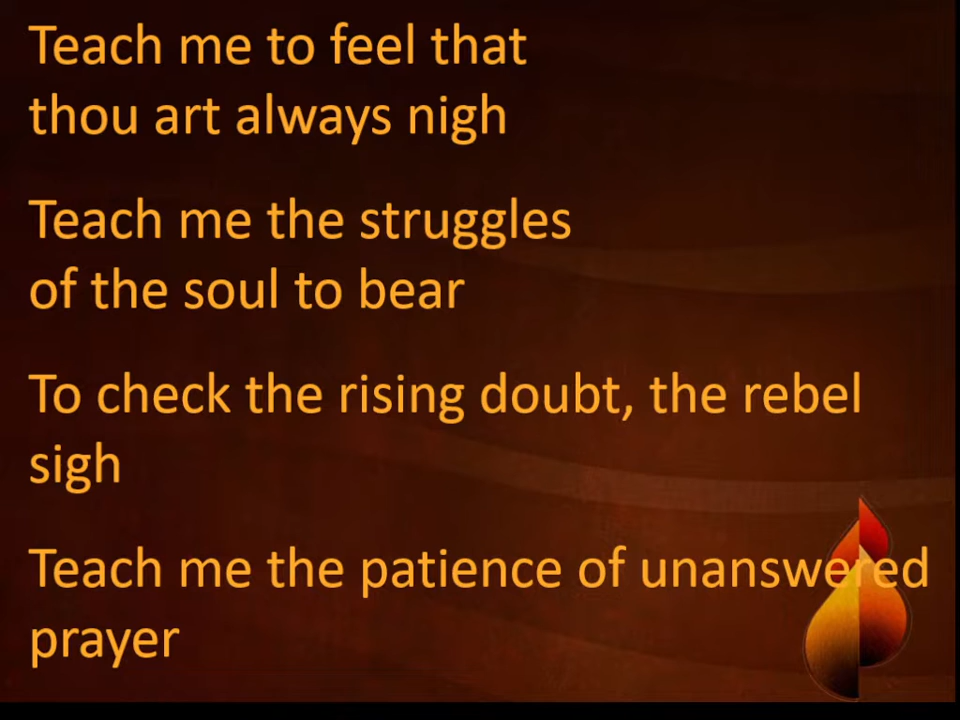 Teach me to feel that
thou art always nigh
Teach me the struggles
of the soul to bear
To check the rising doubt, the rebel
sigh
Teach me the patience of unanswered
prayer